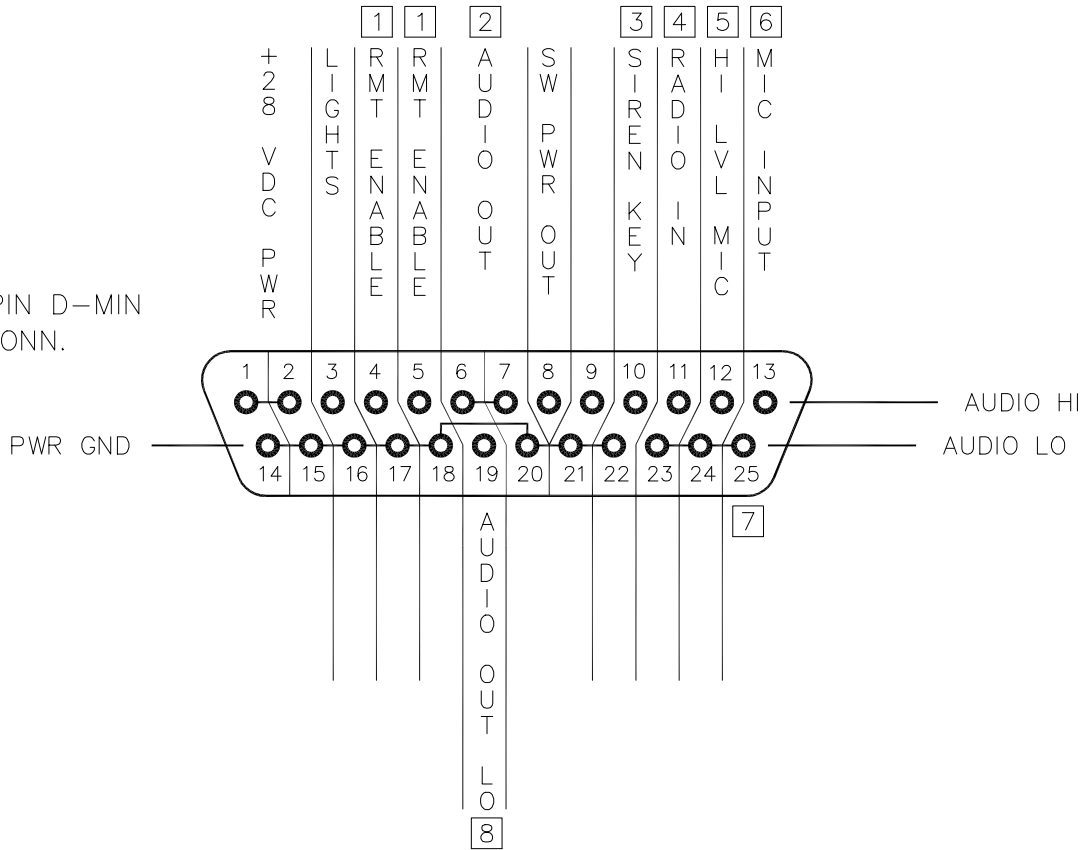 1 1 2 3 4 5 6
+28 VDC PWR
LIGHTS
RMT ENABLE
RMT ENABLE
AUDIO OUT
SW PWR OUT
SIREN KEY
RADIO IN
HI LVL MIC
MIC INPUT
PIN D-MIN
ONN.
1 2 3 4 5 6 7 8 9 10 11 12 13
AUDIO HI
PWR GND
AUDIO LO
14 15 16 17 18 19 20 21 22 23 24 25
7
AUDIO OUT LO
8